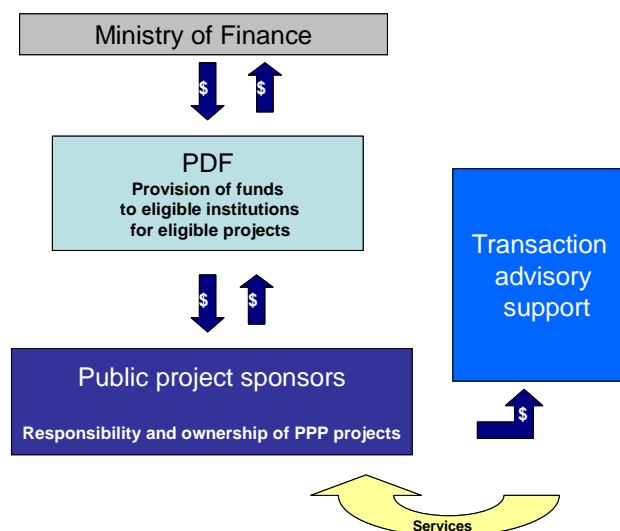 Ministry of Finance
$ $
PDF
Provision of funds
to eligible institutions
for eligible projects
Transaction
advisory
support
$ $
Public project sponsors
Responsibility and ownership of PPP projects
$
Services